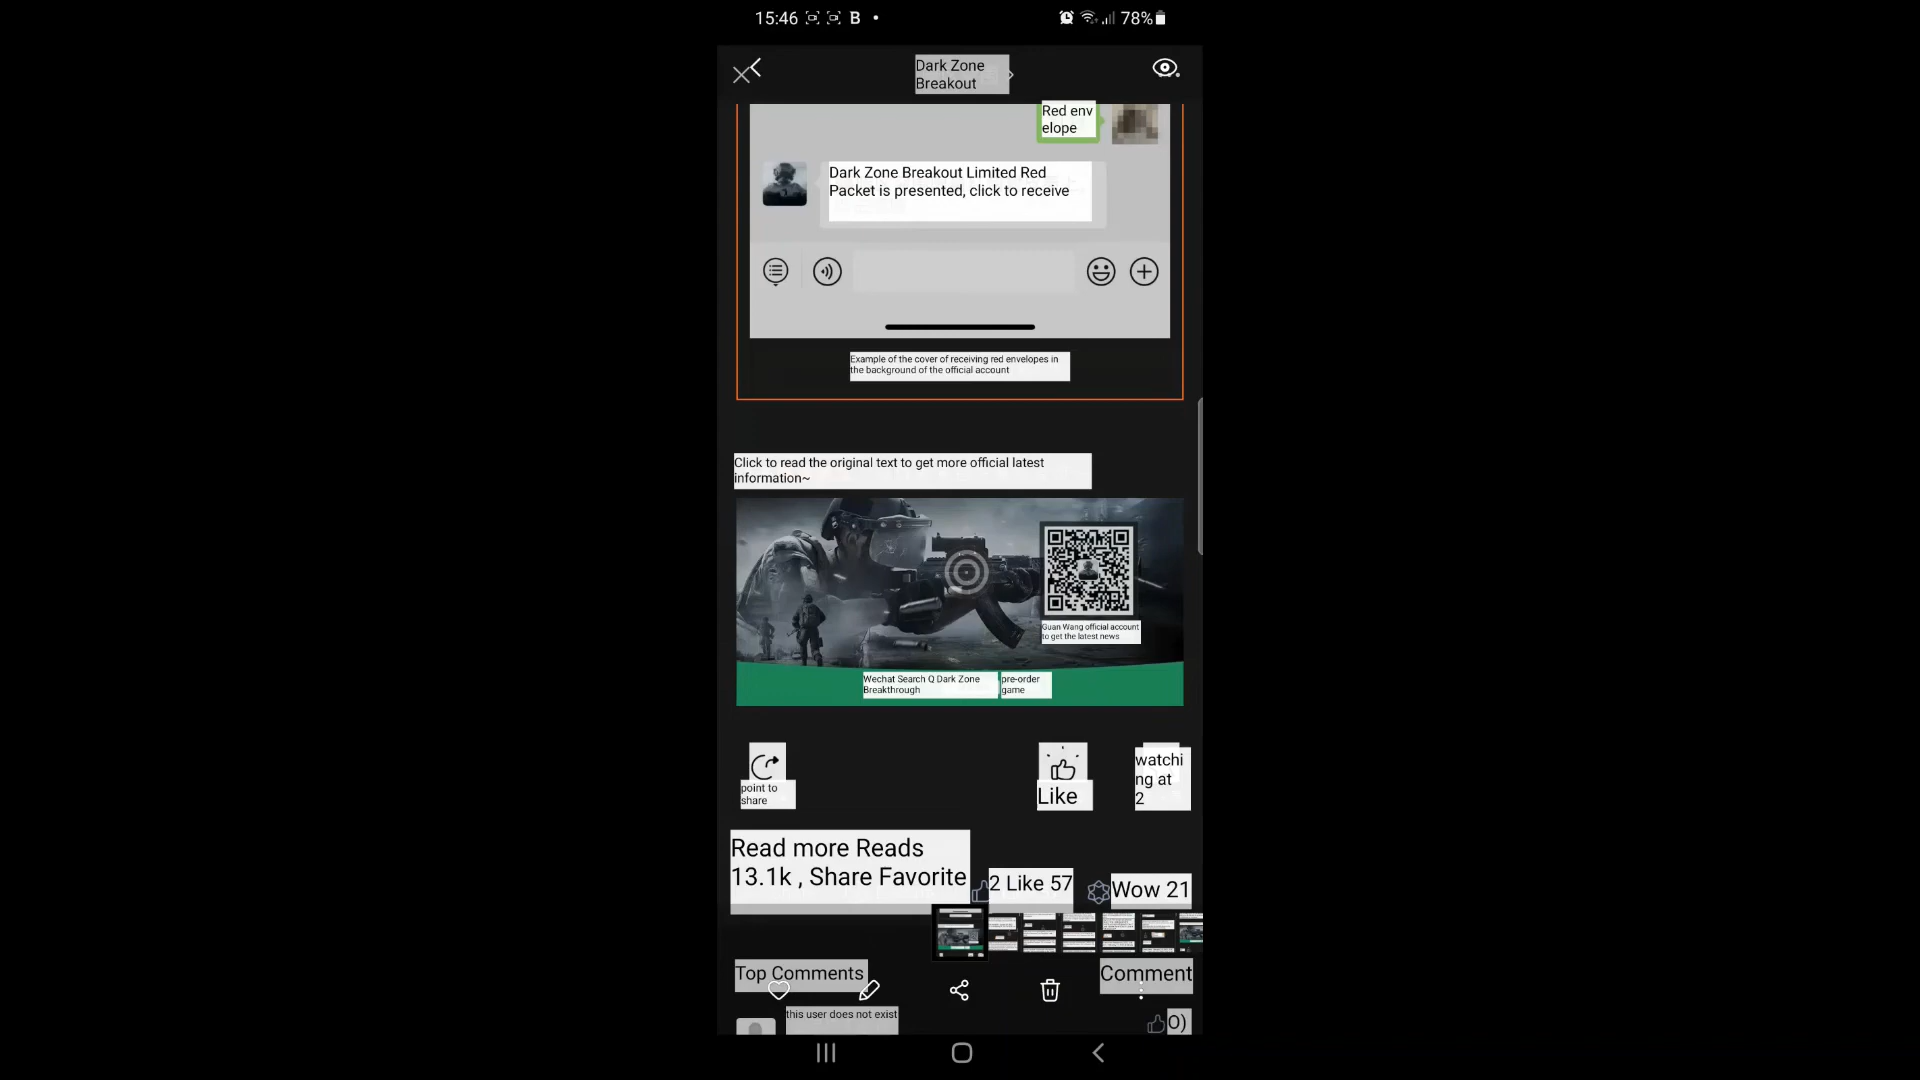 15:46 B • 78%
Dark Zone
Breakout
Red env
elope
Dark Zone Breakout Limited Red
Packet is presented, click to receive
Example of the cover of receiving red envelopes in
the background of the official account
Click to read the original text to get more official latest
information~
Guan Wang official account
to get the latest news
Wechat Search Q Dark Zone
Breakthrough
pre-order
game
point to
share
Like
watchi
ng at
2
Read more Reads
13.1k , Share Favorite
2 Like 57
Wow 21
Top Comments
Comment
this user does not exist
0)